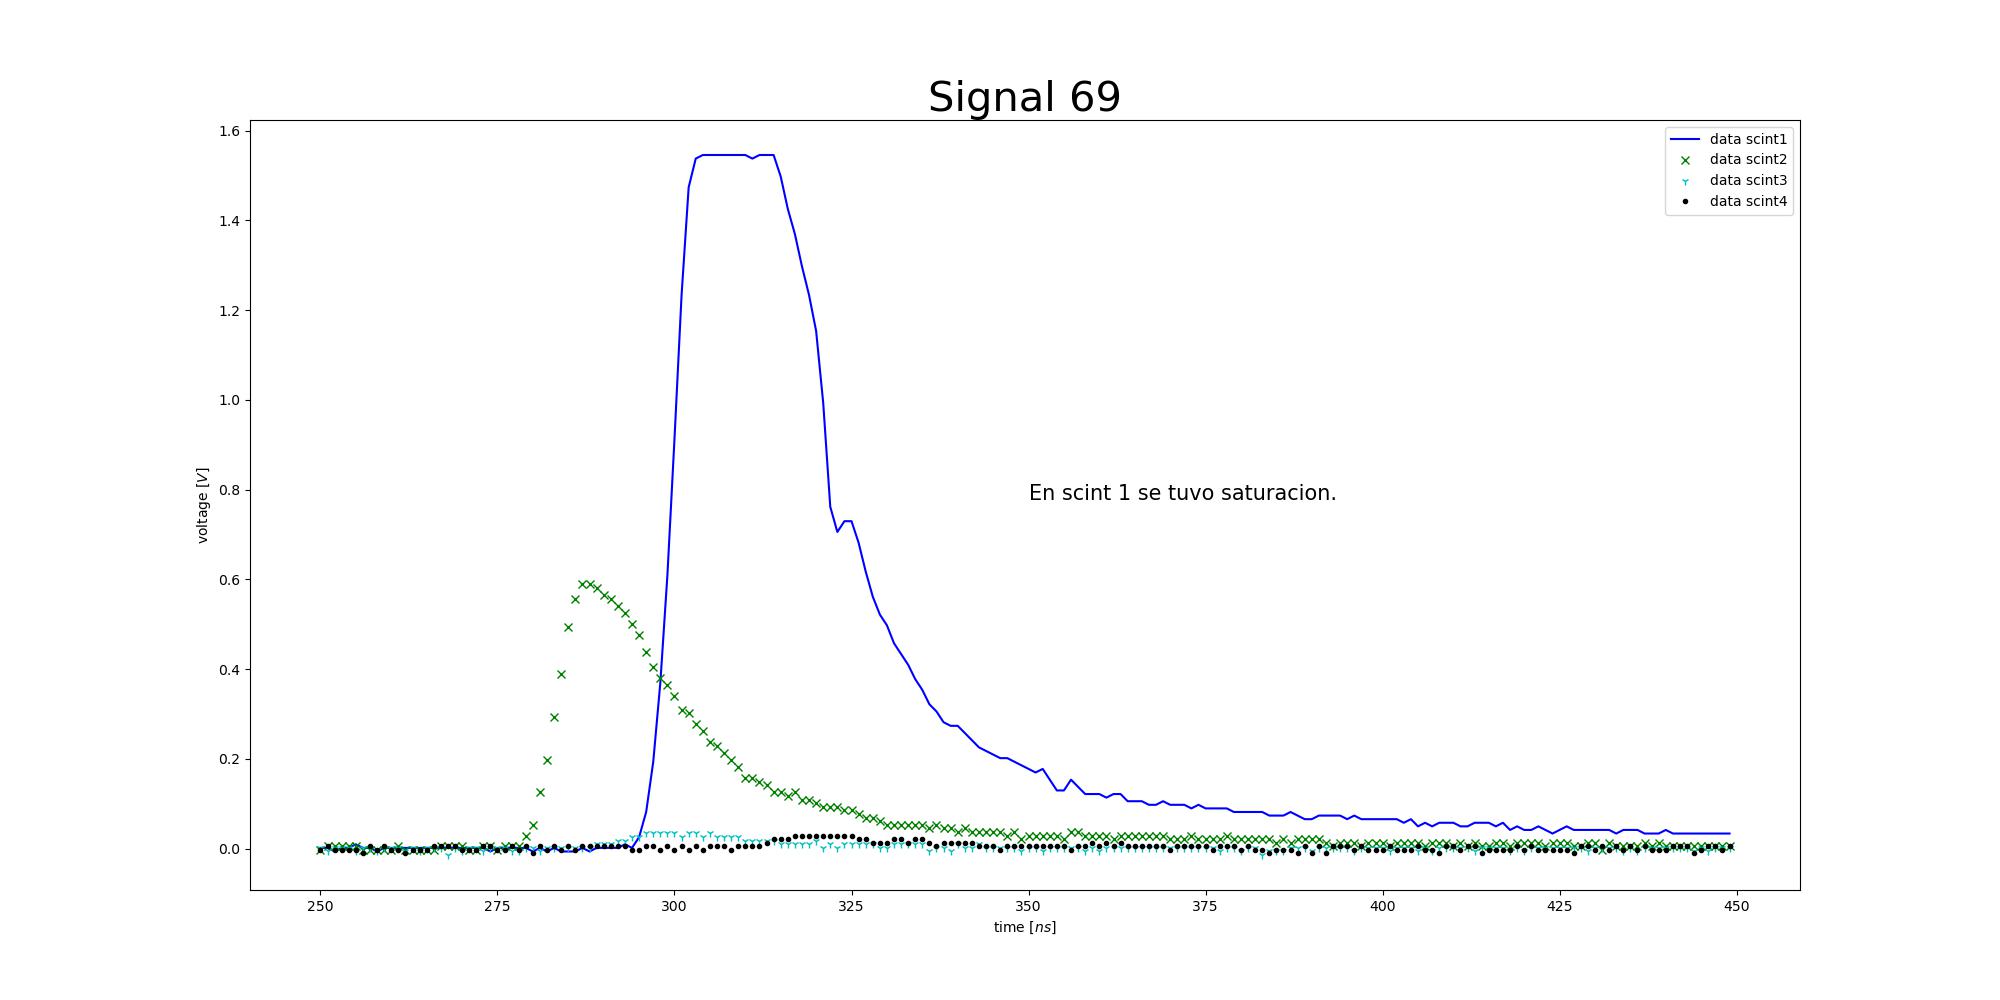 Signal 69
1.6
1.4
1.2
1.0
0.8
0.6
0.4
0.2
0.0
voltage [V]
data scint1
data scint2
data scint3
data scint4
En scint 1 se tuvo saturacion.
250 275 300 325 350 375 400 425 450
time [ns]